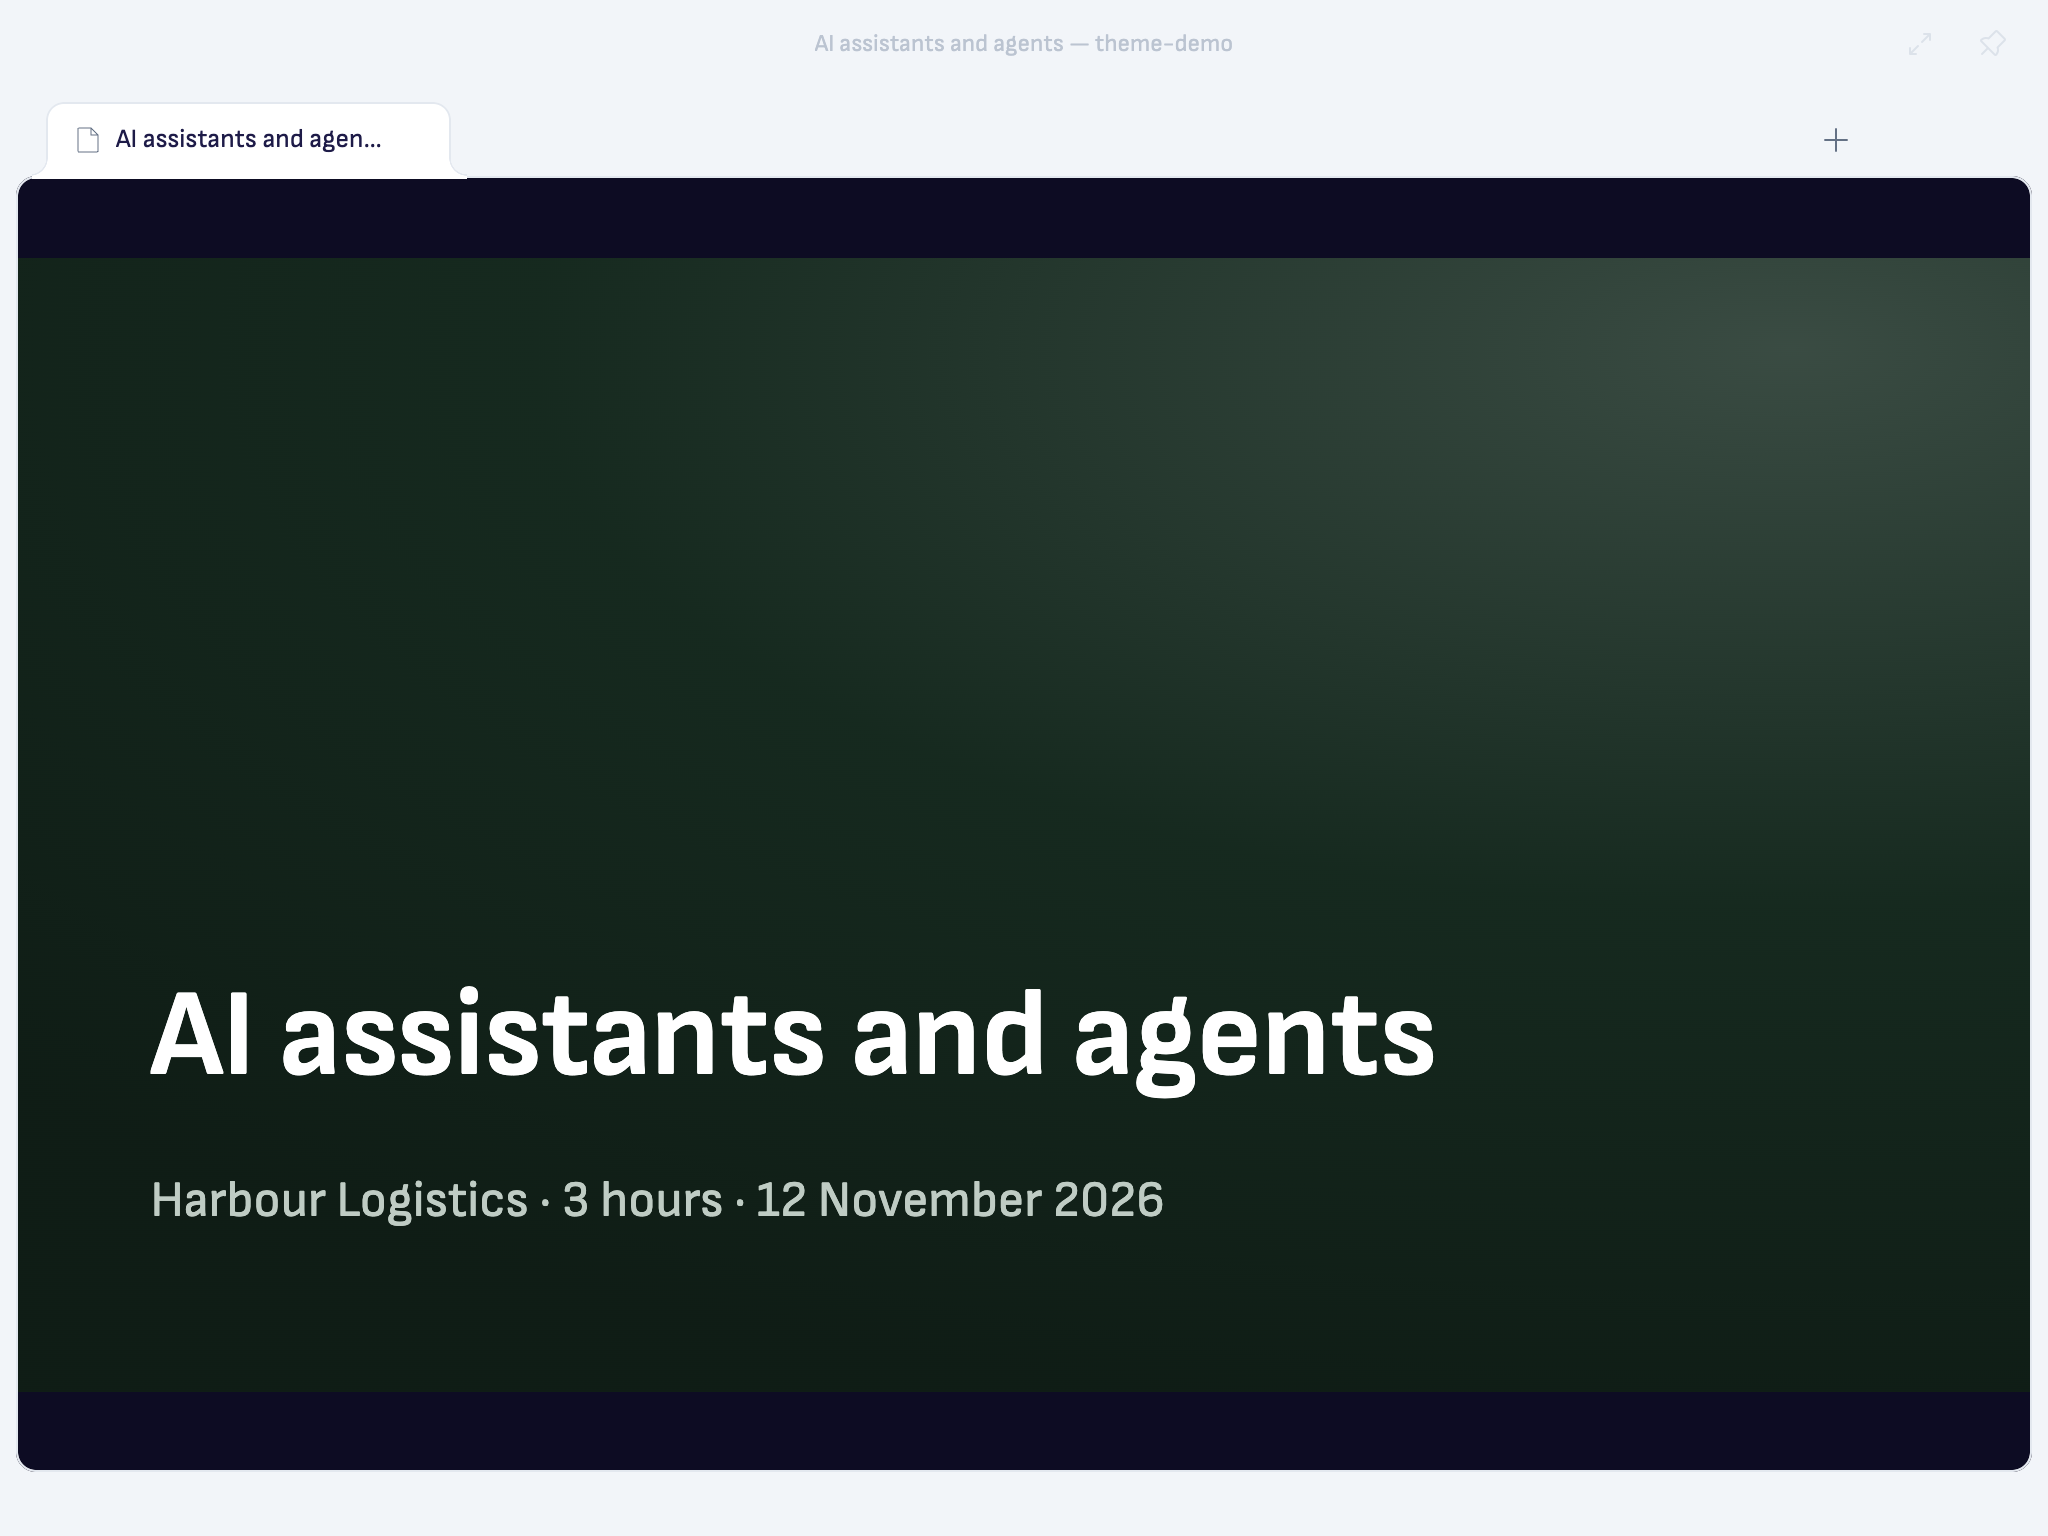 AI assistants and agents — theme-demo
AI assistants and agen...
AI assistants and agents
Harbour Logistics · 3 hours · 12 November 2026